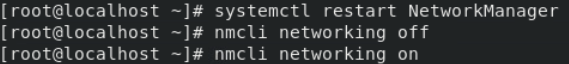 [root@localhost ~]# systemctl restart NetworkManager
[root@localhost ~]# nmcli networking off
[root@localhost ~]# nmcli networking on